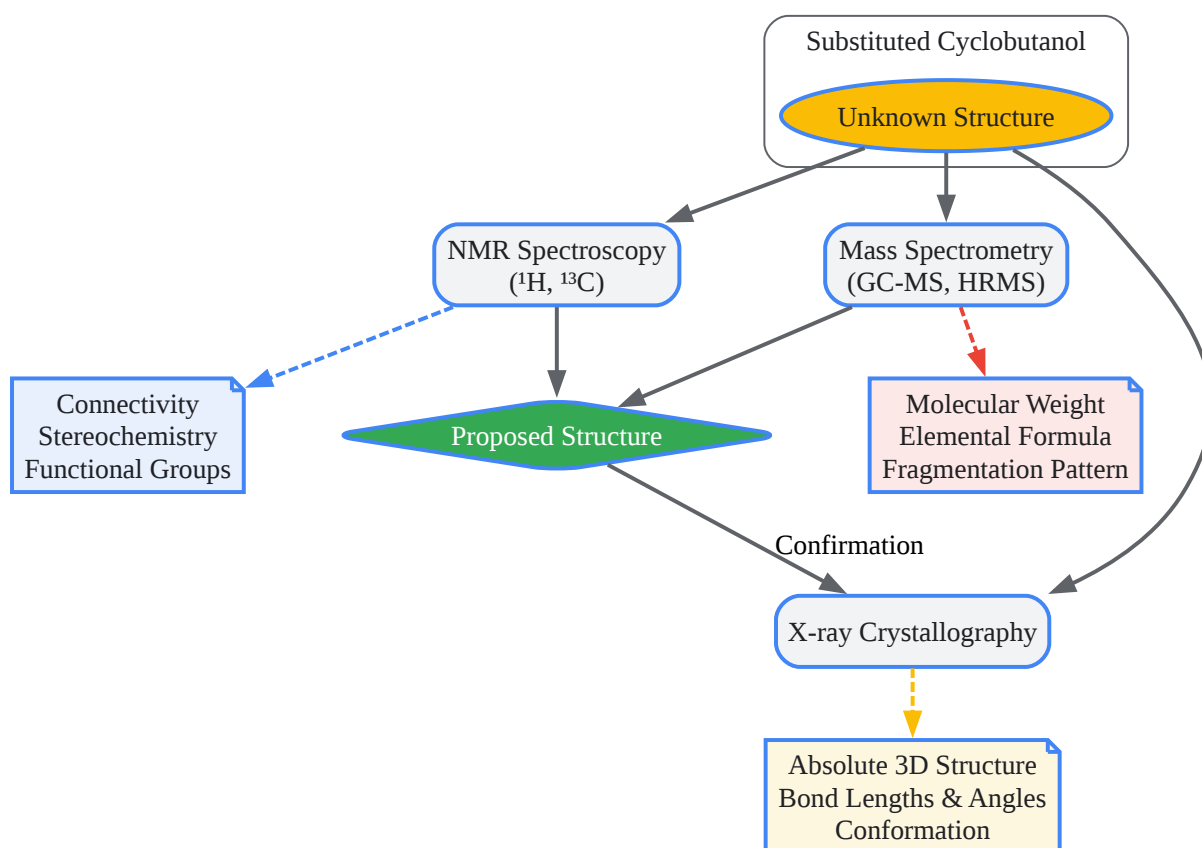 Substituted Cyclobutanol
Unknown Structure
NMR Spectroscopy
(¹H, ¹³C)
Mass Spectrometry
(GC-MS, HRMS)
Connectivity
Stereochemistry
Functional Groups
Proposed Structure
Molecular Weight
Elemental Formula
Fragmentation Pattern
Confirmation
X-ray Crystallography
Absolute 3D Structure
Bond Lengths & Angles
Conformation